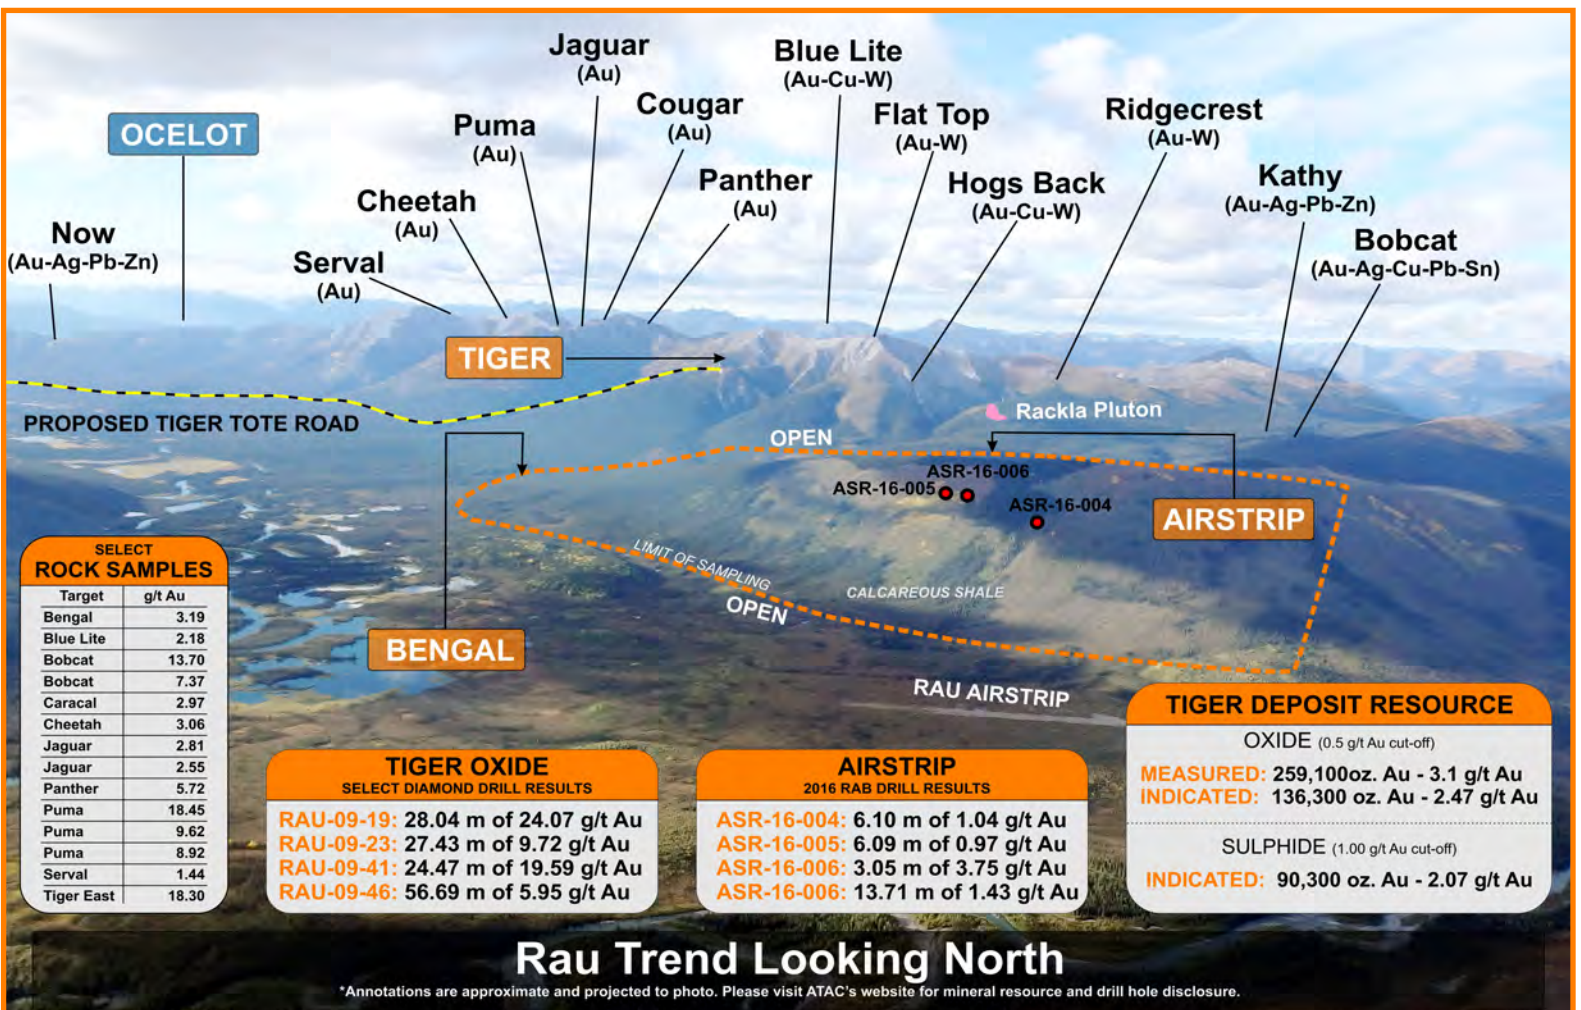 Jaguar
(Au)
Blue Lite
(Au-Cu-W)
Cougar
(Au)
Ridgecrest
(Au-W)
Flat Top
(Au-W)
OCELOT
Puma
(Au)
Panther
(Au)
Hogs Back
(Au-Cu-W)
Kathy
(Au-Ag-Pb-Zn)
Cheetah
(Au)
Now
(Au-Ag-Pb-Zn)
Bobcat
(Au-Ag-Cu-Pb-Sn)
Serval
(Au)
TIGER
PROPOSED TIGER TOTE ROAD
Rackla Pluton
OPEN
ASR-16-006
ASR-16-005
ASR-16-004
AIRSTRIP
LIMIT OF SAMPLING
CALCAREOUS SHALE
OPEN
BENGAL
RAU AIRSTRIP
SELECT
ROCK SAMPLES
Target g/t Au
Bengal 3.19
Blue Lite 2.18
Bobcat 13.70
Bobcat 7.37
Caracal 2.97
Cheetah 3.06
Jaguar 2.81
Jaguar 2.55
Panther 5.72
Puma 18.45
Puma 9.62
Puma 8.92
Serval 1.44
Tiger East 18.30
TIGER OXIDE
SELECT DIAMOND DRILL RESULTS
RAU-09-19: 28.04 m of 24.07 g/t Au
RAU-09-23: 27.43 m of 9.72 g/t Au
RAU-09-41: 24.47 m of 19.59 g/t Au
RAU-09-46: 56.69 m of 5.95 g/t Au
AIRSTRIP
2016 RAB DRILL RESULTS
ASR-16-004: 6.10 m of 1.04 g/t Au
ASR-16-005: 6.09 m of 0.97 g/t Au
ASR-16-006: 3.05 m of 3.75 g/t Au
ASR-16-006: 13.71 m of 1.43 g/t Au
TIGER DEPOSIT RESOURCE
OXIDE (0.5 g/t Au cut-off)
MEASURED: 259,100oz. Au - 3.1 g/t Au
INDICATED: 136,300 oz. Au - 2.47 g/t Au
SULPHIDE (1.00 g/t Au cut-off)
INDICATED: 90,300 oz. Au - 2.07 g/t Au
Rau Trend Looking North
*Annotations are approximate and projected to photo. Please visit ATAC's website for mineral resource and drill hole disclosure.